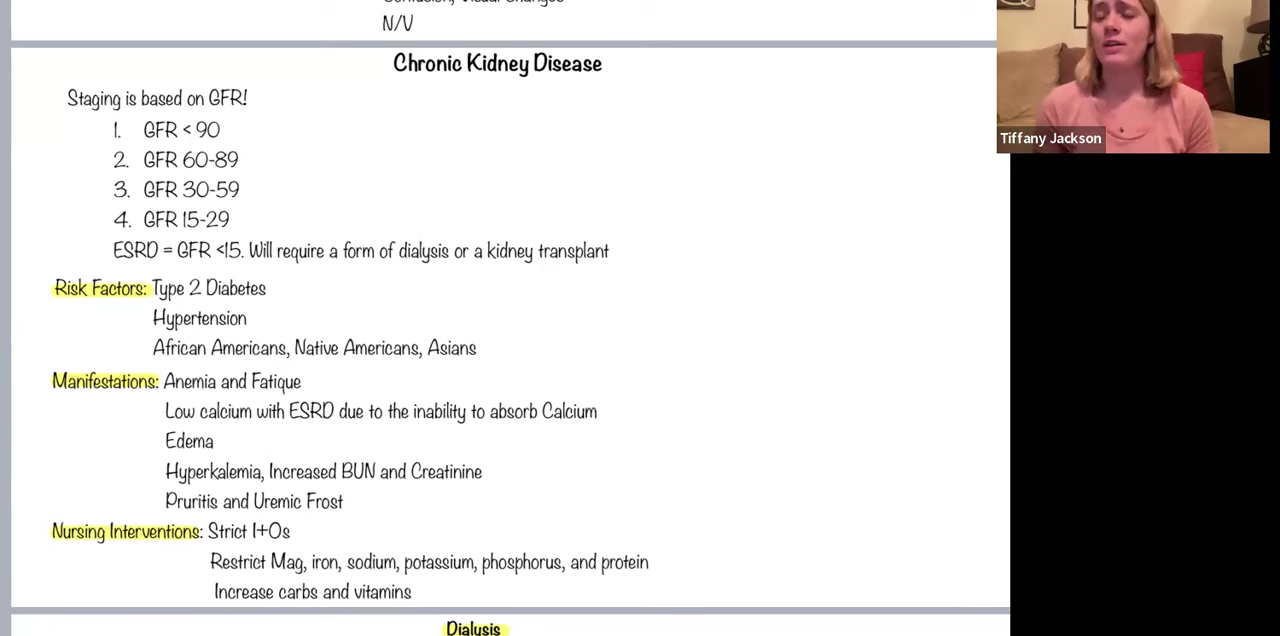 N/V
Chronic Kidney Disease
Staging is based on GFR!
1. GFR < 90
2. GFR 60-89
3. GFR 30-59
4. GFR 15-29
ESRD = GFR <15. Will require a form of dialysis or a kidney transplant
Risk Factors: Type 2 Diabetes
Hypertension
African Americans, Native Americans, Asians
Manifestations: Anemia and Fatique
Low calcium with ESRD due to the inability to absorb Calcium
Edema
Hyperkalemia, Increased BUN and Creatinine
Pruritis and Uremic Frost
Nursing Interventions: Strict I+Os
Restrict Mag, iron, sodium, potassium, phosphorus, and protein
Increase carbs and vitamins
Dialysis
Tiffany Jackson